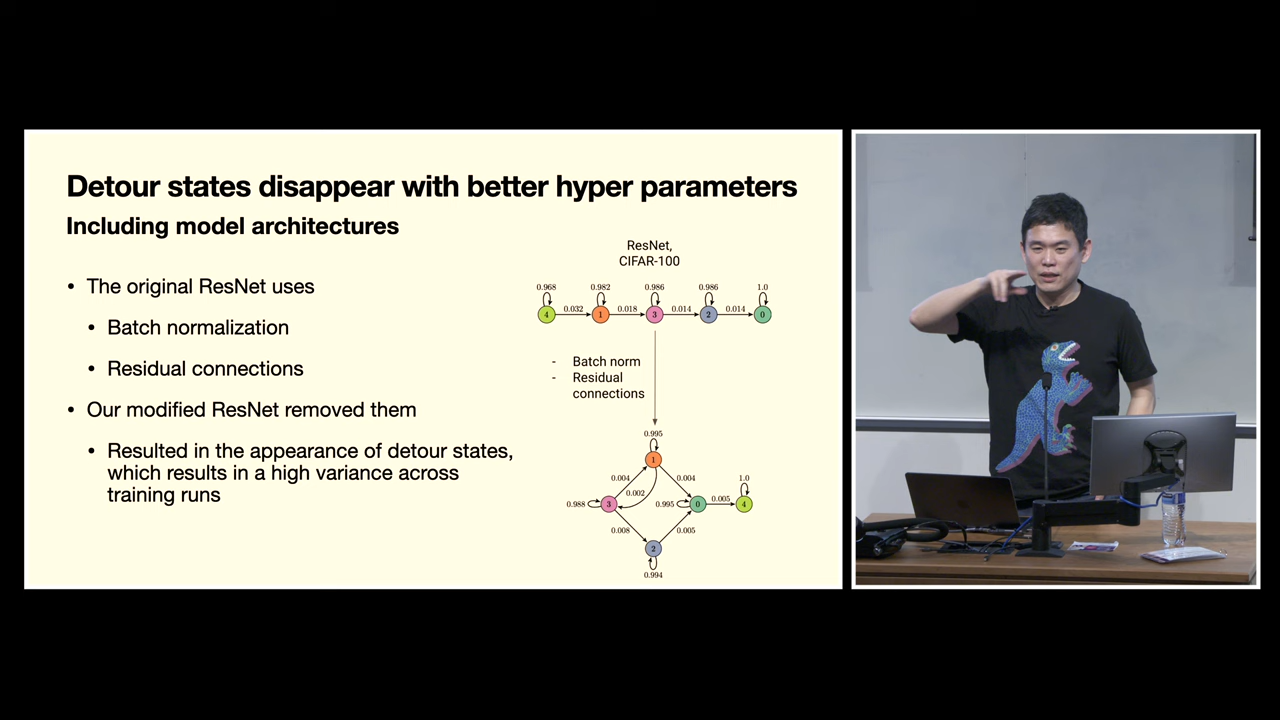 Detour states disappear with better hyper parameters
Including model architectures
• The original ResNet uses
• Batch normalization
• Residual connections
• Our modified ResNet removed them
• Resulted in the appearance of detour states,
which results in a high variance across
training runs
ResNet,
CIFAR-100
0.968 0.982 0.986 0.986 1.0
4 0.032 1 0.018 3 0.014 2 0.014 0
- Batch norm
- Residual
connections
0.995
1
0.004 0.002 0.004
0.988 3 0.995 0 0.005 4 1.0
0.008 0.005
2
0.994